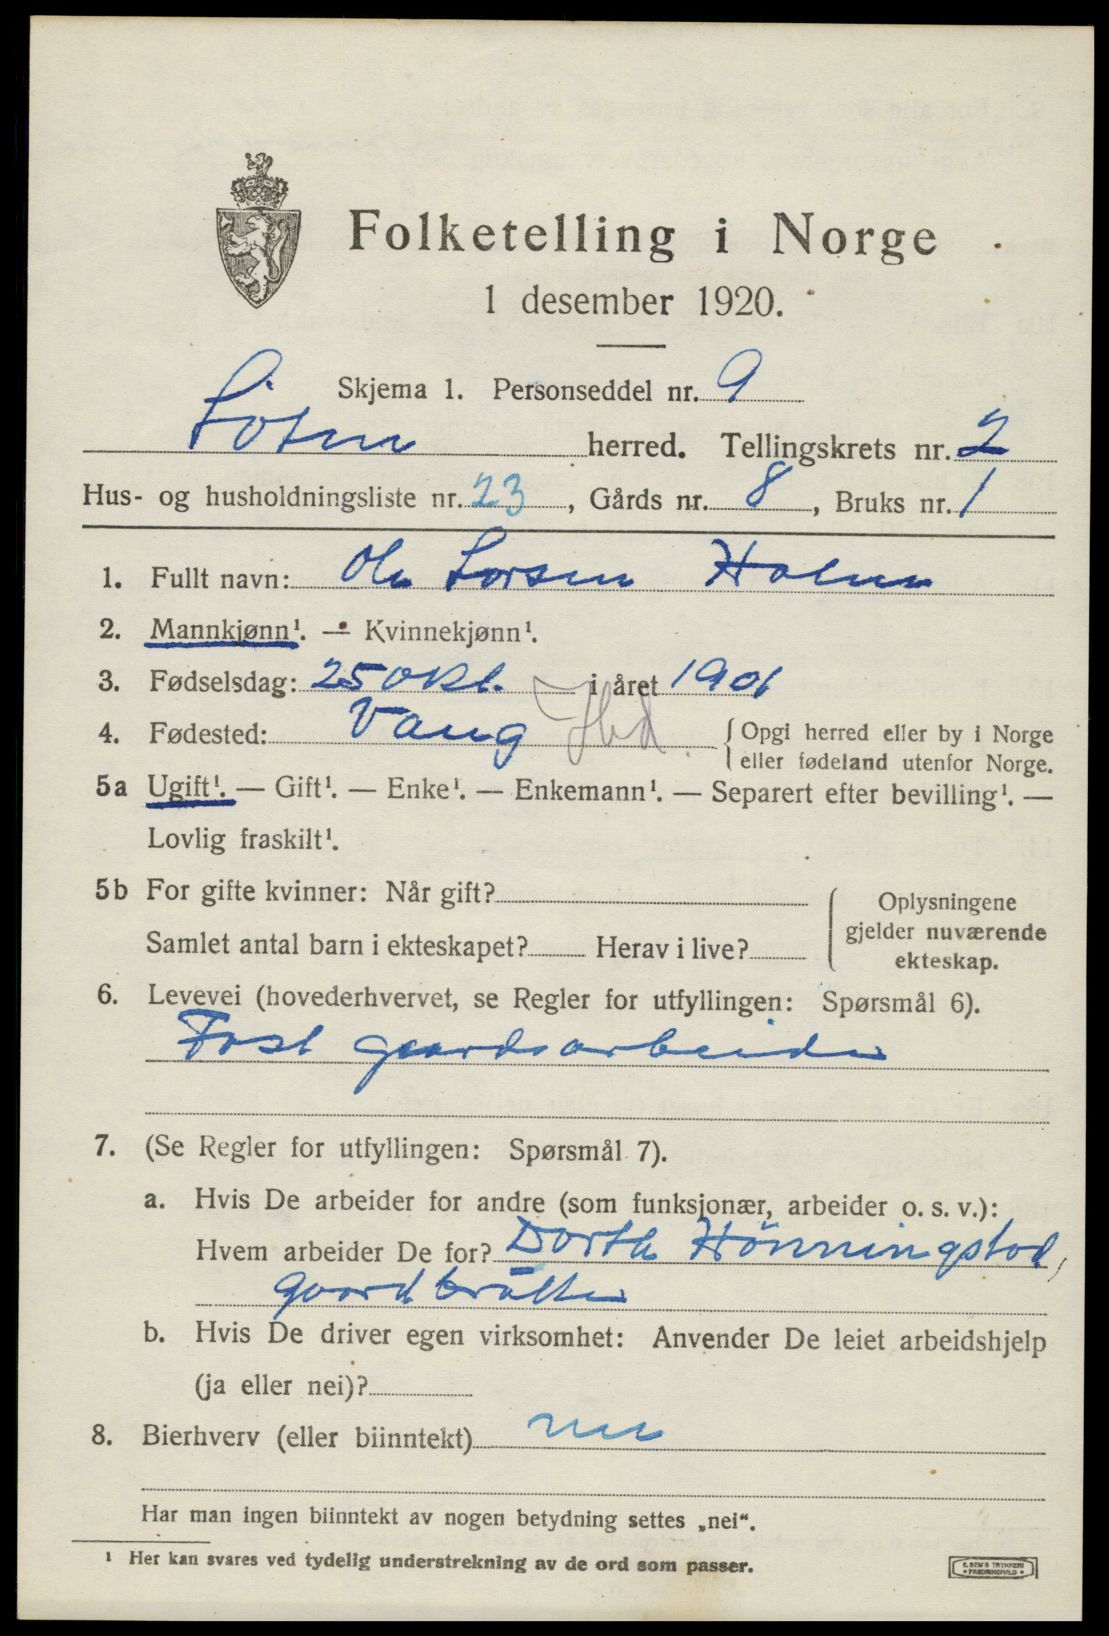 Folketelling i Norge
1 desember 1920.
Skjema 1. Personseddel nr. 9
Løten herred. Tellingskrets nr. 2
Hus- og husholdningsliste nr. 23, Gårds nr. 8, Bruks nr. 1
1. Fullt navn: Ole Larsen Holen
2. Mannkjønn¹. — Kvinnekjønn¹.
3. Fødselsdag: 25 okt. i året 1901
4. Fødested: Vang Hed { Opgi herred eller by i Norge
eller fødeland utenfor Norge.
5a Ugift¹. — Gift¹. — Enke¹. — Enkemann¹. — Separert efter bevilling¹. —
Lovlig fraskilt¹.
5b For gifte kvinner: Når gift?
Samlet antal barn i ekteskapet? Herav i live?
Oplysningene
gjelder nuværende
ekteskap.
6. Levevei (hovederhvervet, se Regler for utfyllingen: Spørsmål 6).
Fast gaardsarbeider
7. (Se Regler for utfyllingen: Spørsmål 7).
a. Hvis De arbeider for andre (som funksjonær, arbeider o. s. v.):
Hvem arbeider De for? Dorth Hønningstad,
gaardbruker
b. Hvis De driver egen virksomhet: Anvender De leiet arbeidshjelp
(ja eller nei)?
8. Bierhverv (eller biinntekt) nei
Har man ingen biinntekt av nogen betydning settes „nei“.
¹ Her kan svares ved tydelig understrekning av de ord som passer.
E. SEM'S TRYKKERI
FREDRIKSHALD